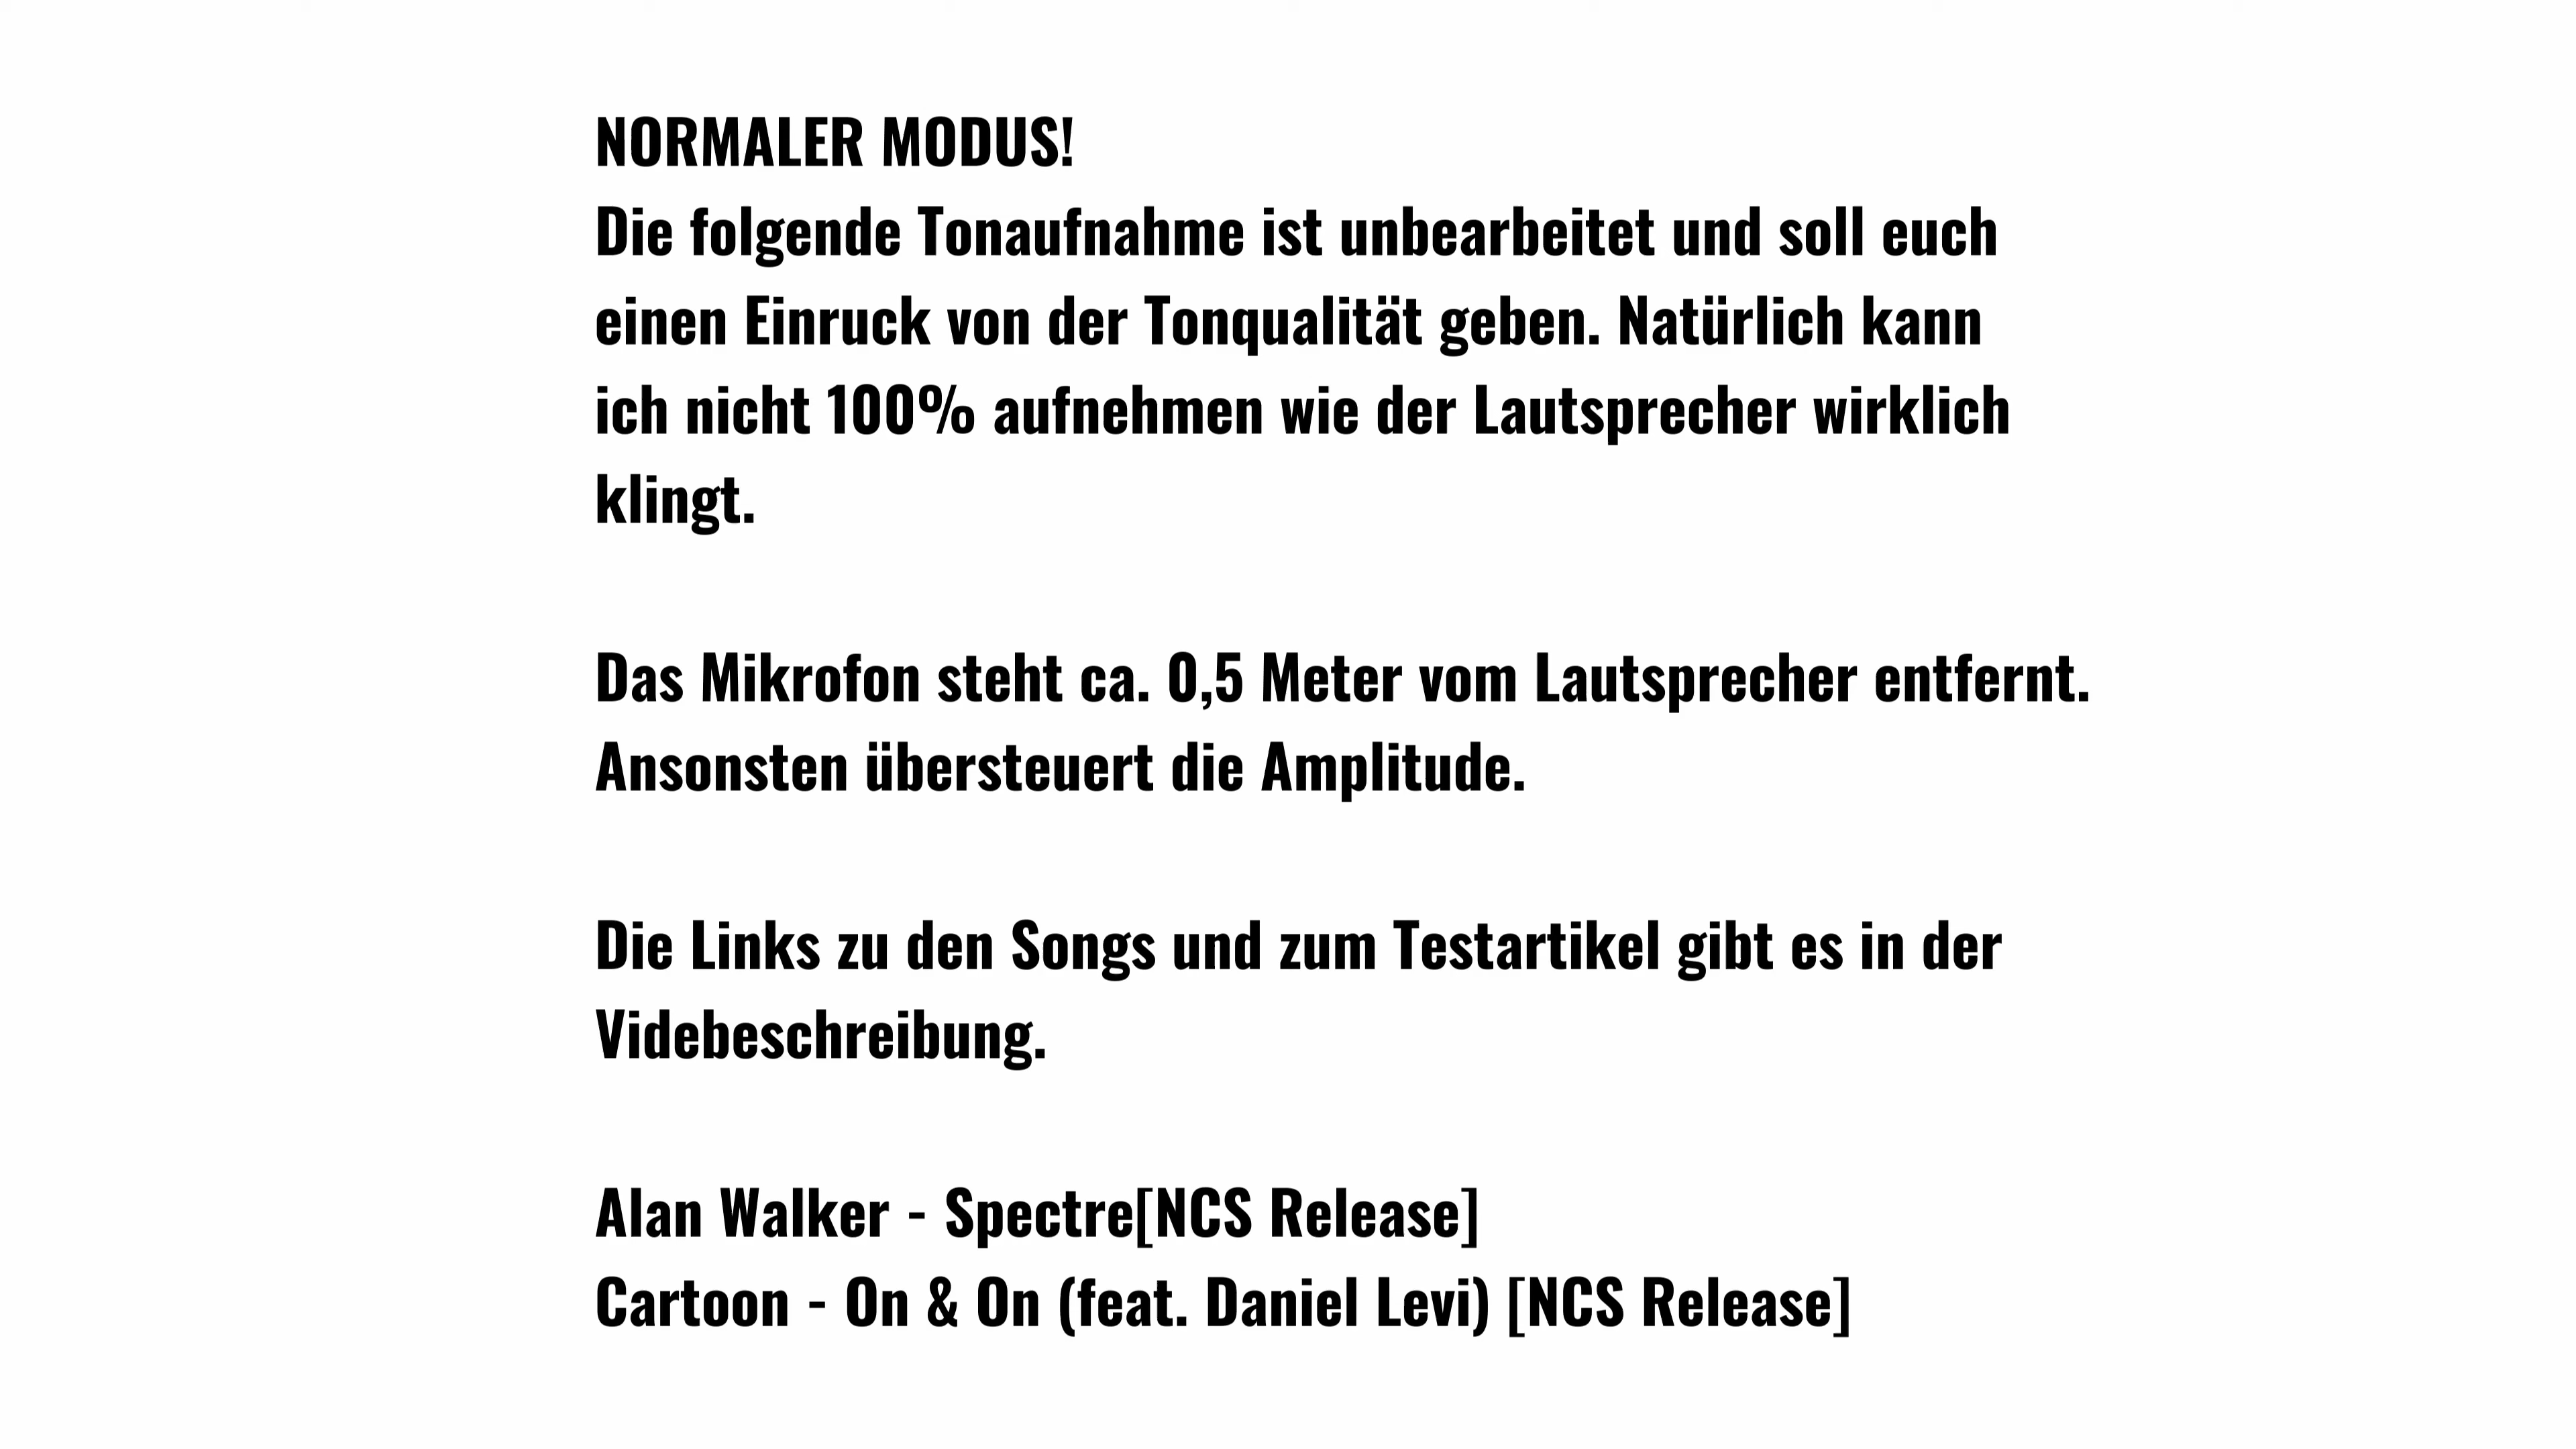 NORMALER MODUS!
Die folgende Tonaufnahme ist unbearbeitet und soll euch
einen Einruck von der Tonqualität geben. Natürlich kann
ich nicht 100% aufnehmen wie der Lautsprecher wirklich
klingt.
Das Mikrofon steht ca. 0,5 Meter vom Lautsprecher entfernt.
Ansonsten übersteuert die Amplitude.
Die Links zu den Songs und zum Testartikel gibt es in der
Videbeschreibung.
Alan Walker - Spectre[NCS Release]
Cartoon - On & On (feat. Daniel Levi) [NCS Release]